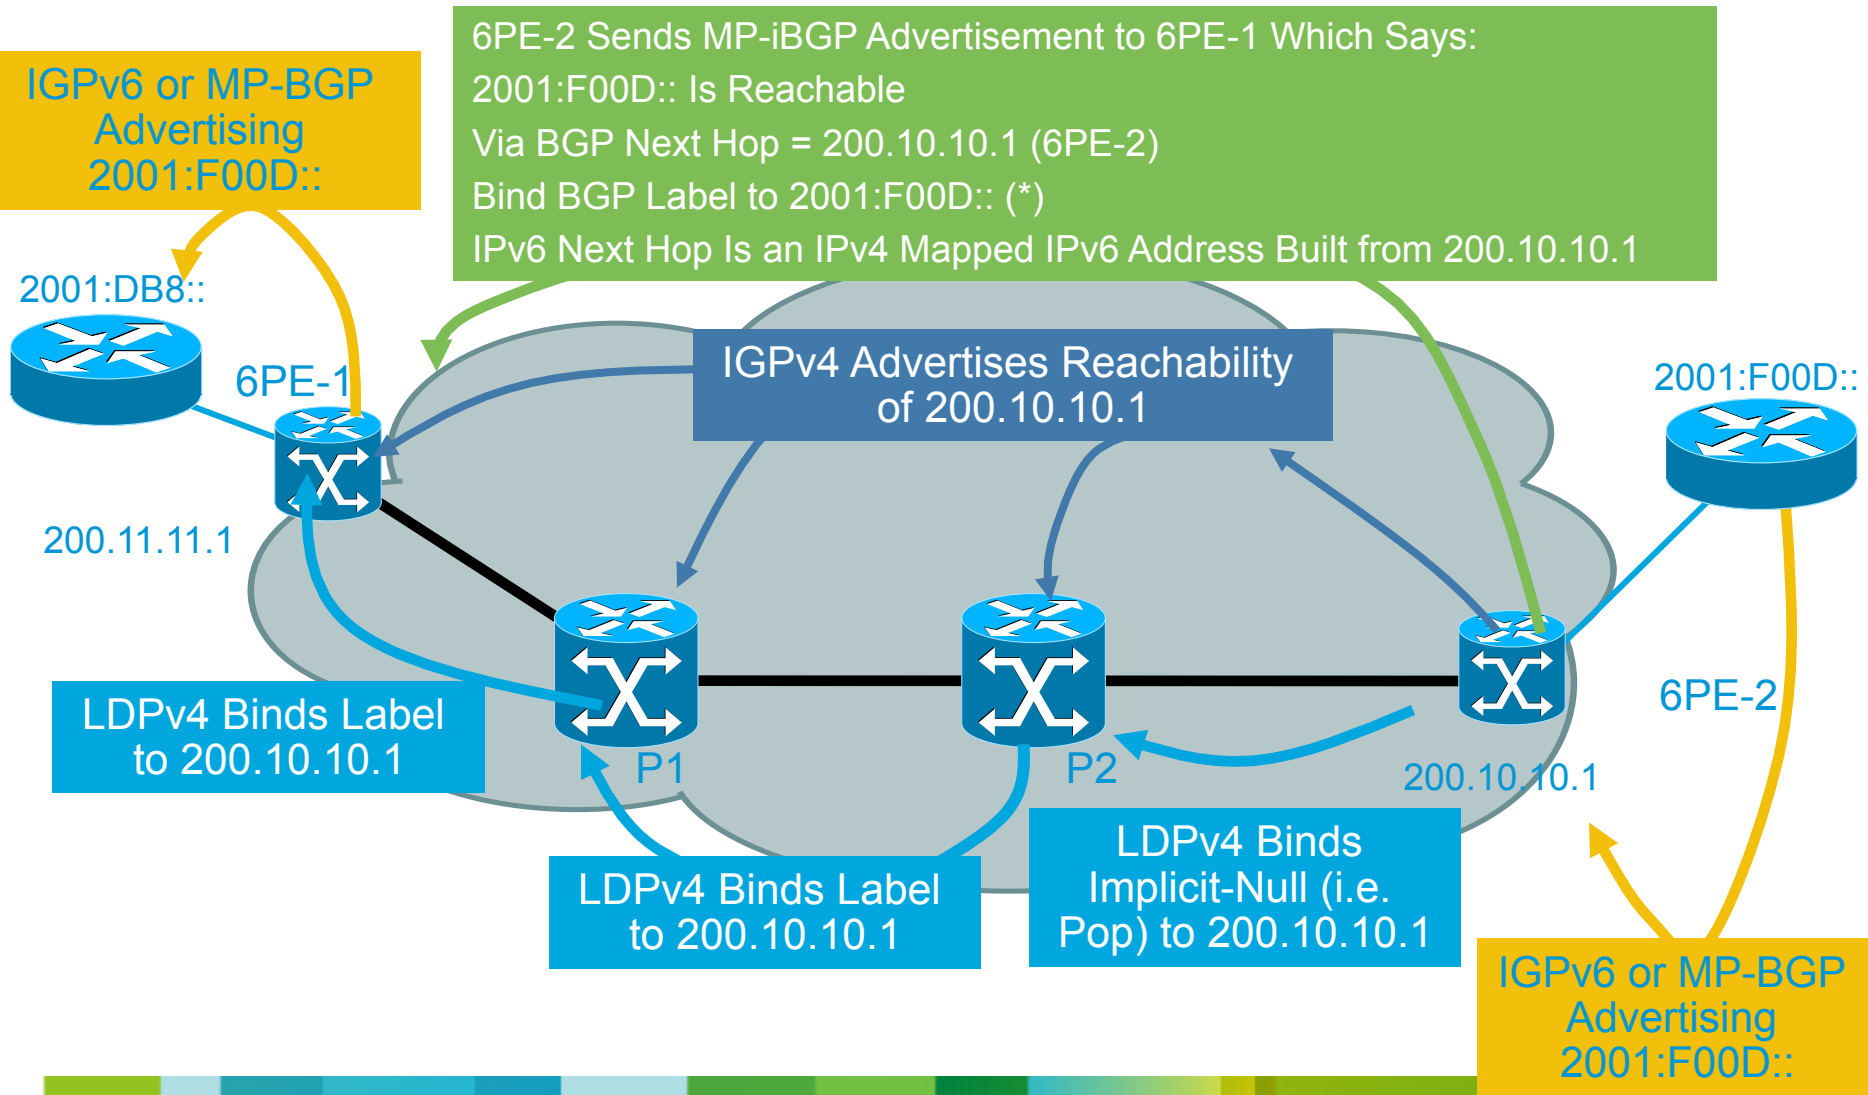 6PE-2 Sends MP-iBGP Advertisement to 6PE-1 Which Says:
2001:F00D:: Is Reachable
Via BGP Next Hop = 200.10.10.1 (6PE-2)
Bind BGP Label to 2001:F00D:: (*)
IPv6 Next Hop Is an IPv4 Mapped IPv6 Address Built from 200.10.10.1
IGPv6 or MP-BGP
Advertising
2001:F00D::
2001:DB8::
6PE-1
200.11.11.1
IGPv4 Advertises Reachability
of 200.10.10.1
2001:F00D::
6PE-2
200.10.10.1
LDPv4 Binds Label
to 200.10.10.1
P1
P2
LDPv4 Binds Label
to 200.10.10.1
LDPv4 Binds
Implicit-Null (i.e.
Pop) to 200.10.10.1
IGPv6 or MP-BGP
Advertising
2001:F00D::